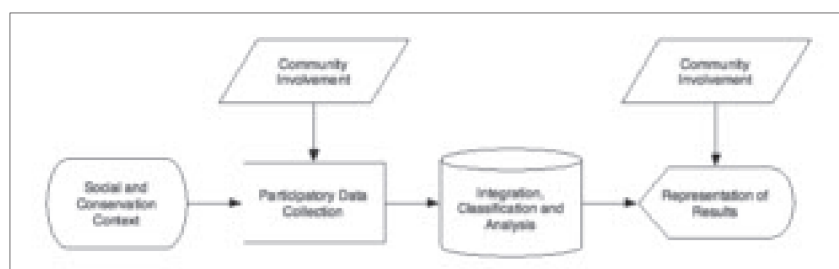 Community
Involvement
Community
Involvement
Social and
Conservation
Context
Participatory Data
Collection
Integration,
Classification and
Analysis
Representation of
Results